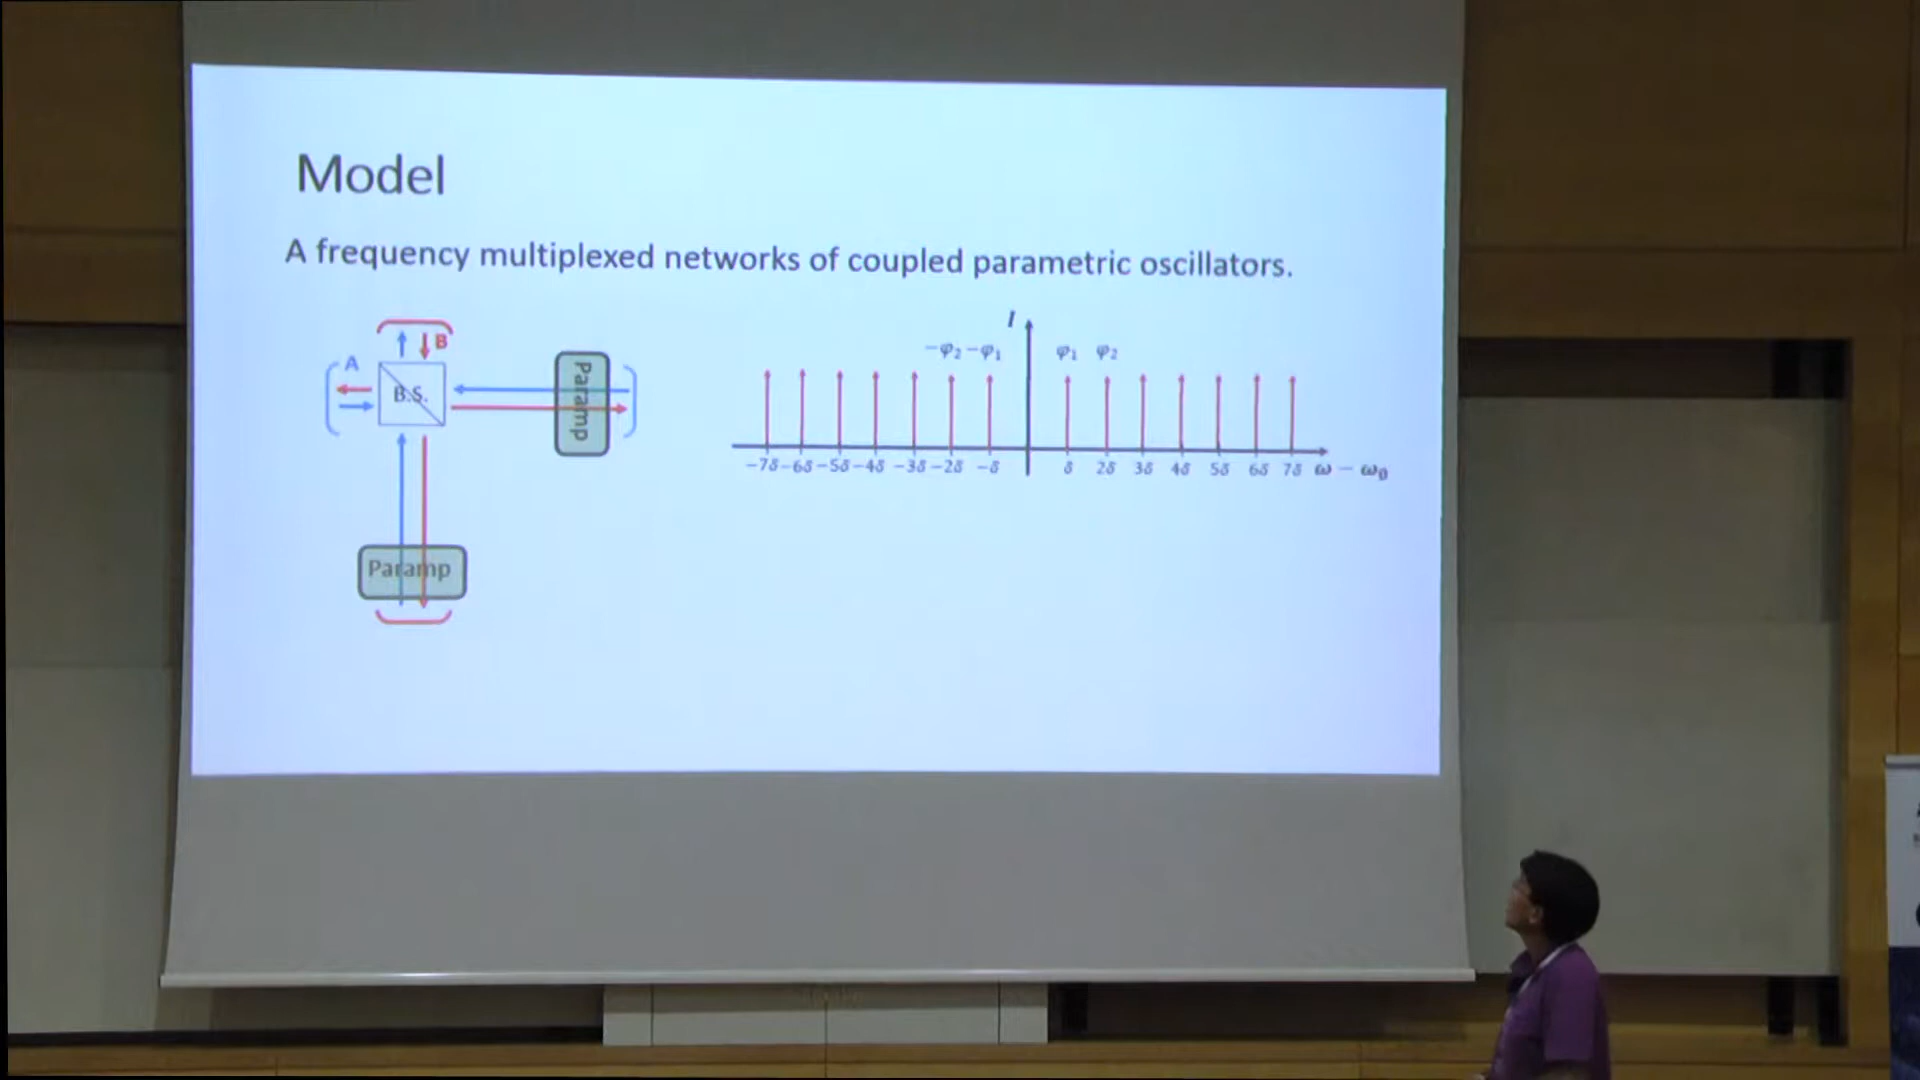 Model
A frequency multiplexed networks of coupled parametric oscillators.
B
A
B.S.
Paramp
Paramp
I
−φ₂ −φ₁ φ₁ φ₂
−7δ −6δ −5δ −4δ −3δ −2δ −δ δ 2δ 3δ 4δ 5δ 6δ 7δ ω − ω₀